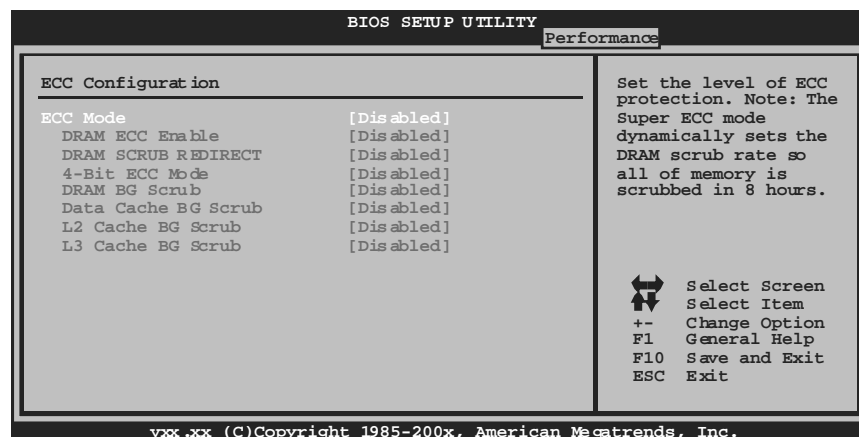 BIOS SETUP UTILITY
Performance
ECC Configuration
ECC Mode [Disabled]
DRAM ECC Enable [Disabled]
DRAM SCRUB REDIRECT [Disabled]
4-Bit ECC Mode [Disabled]
DRAM BG Scrub [Disabled]
Data Cache BG Scrub [Disabled]
L2 Cache BG Scrub [Disabled]
L3 Cache BG Scrub [Disabled]
Set the level of ECC
protection. Note: The
Super ECC mode
dynamically sets the
DRAM scrub rate so
all of memory is
scrubbed in 8 hours.
Select Screen
Select Item
+- Change Option
F1 General Help
F10 Save and Exit
ESC Exit
vxx.xx (C)Copyright 1985-200x, American Megatrends, Inc.